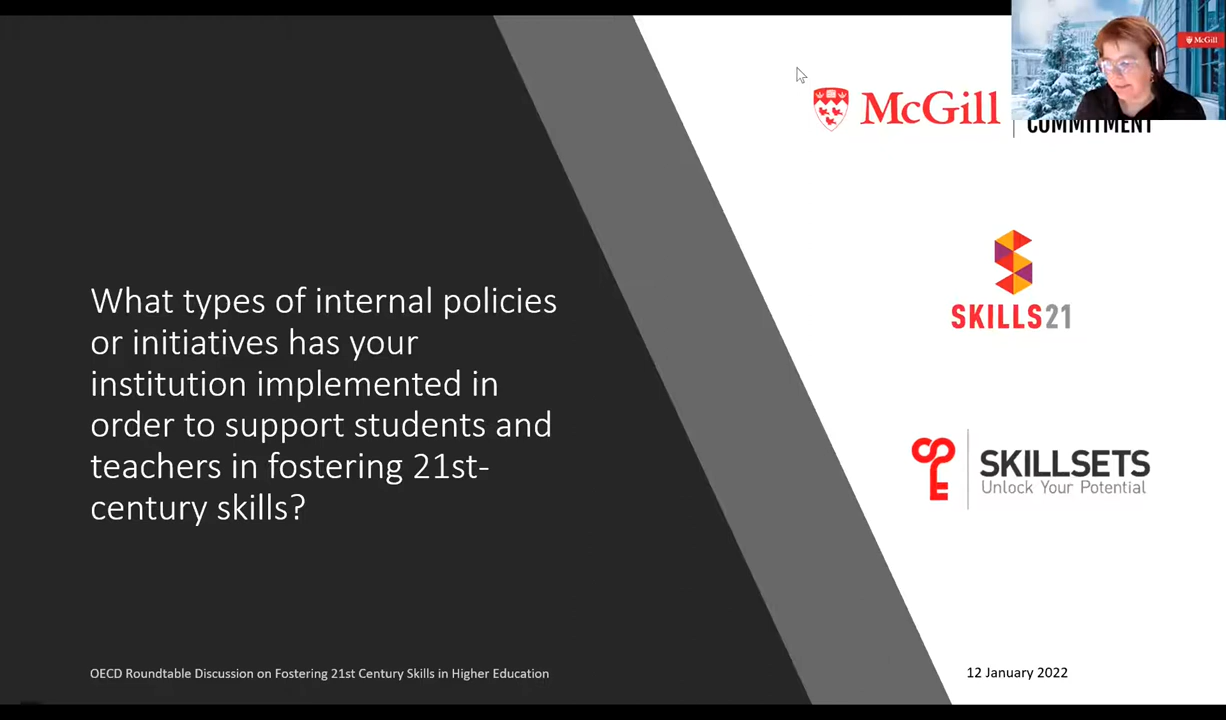 What types of internal policies
or initiatives has your
institution implemented in
order to support students and
teachers in fostering 21st-
century skills?
OECD Roundtable Discussion on Fostering 21st Century Skills in Higher Education
McGill
McGill
COMMITMENT
SKILLS21
SKILLSETS
Unlock Your Potential
12 January 2022